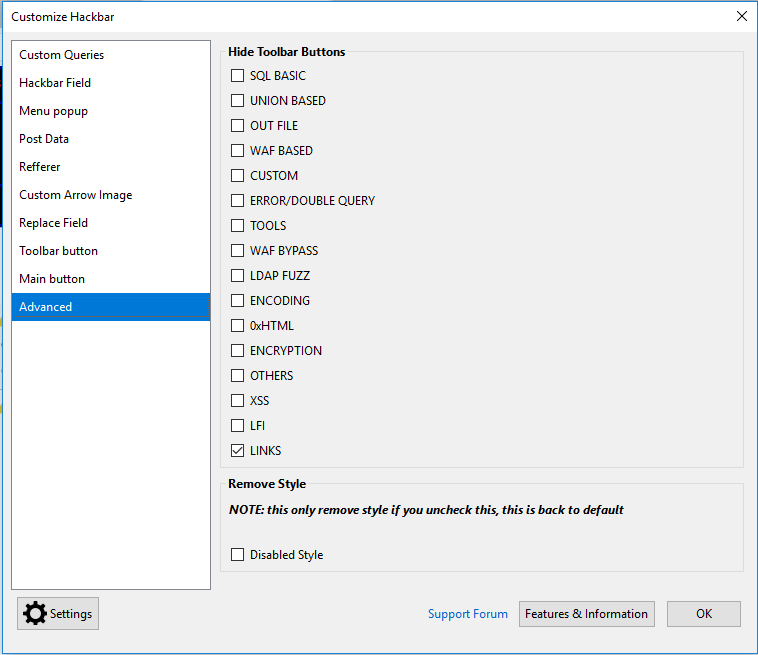 Customize Hackbar
Custom Queries
Hackbar Field
Menu popup
Post Data
Refferer
Custom Arrow Image
Replace Field
Toolbar button
Main button
Advanced
Hide Toolbar Buttons
SQL BASIC
UNION BASED
OUT FILE
WAF BASED
CUSTOM
ERROR/DOUBLE QUERY
TOOLS
WAF BYPASS
LDAP FUZZ
ENCODING
0xHTML
ENCRYPTION
OTHERS
XSS
LFI
LINKS
Remove Style
NOTE: this only remove style if you uncheck this, this is back to default
Disabled Style
Settings
Support Forum
Features & Information
OK